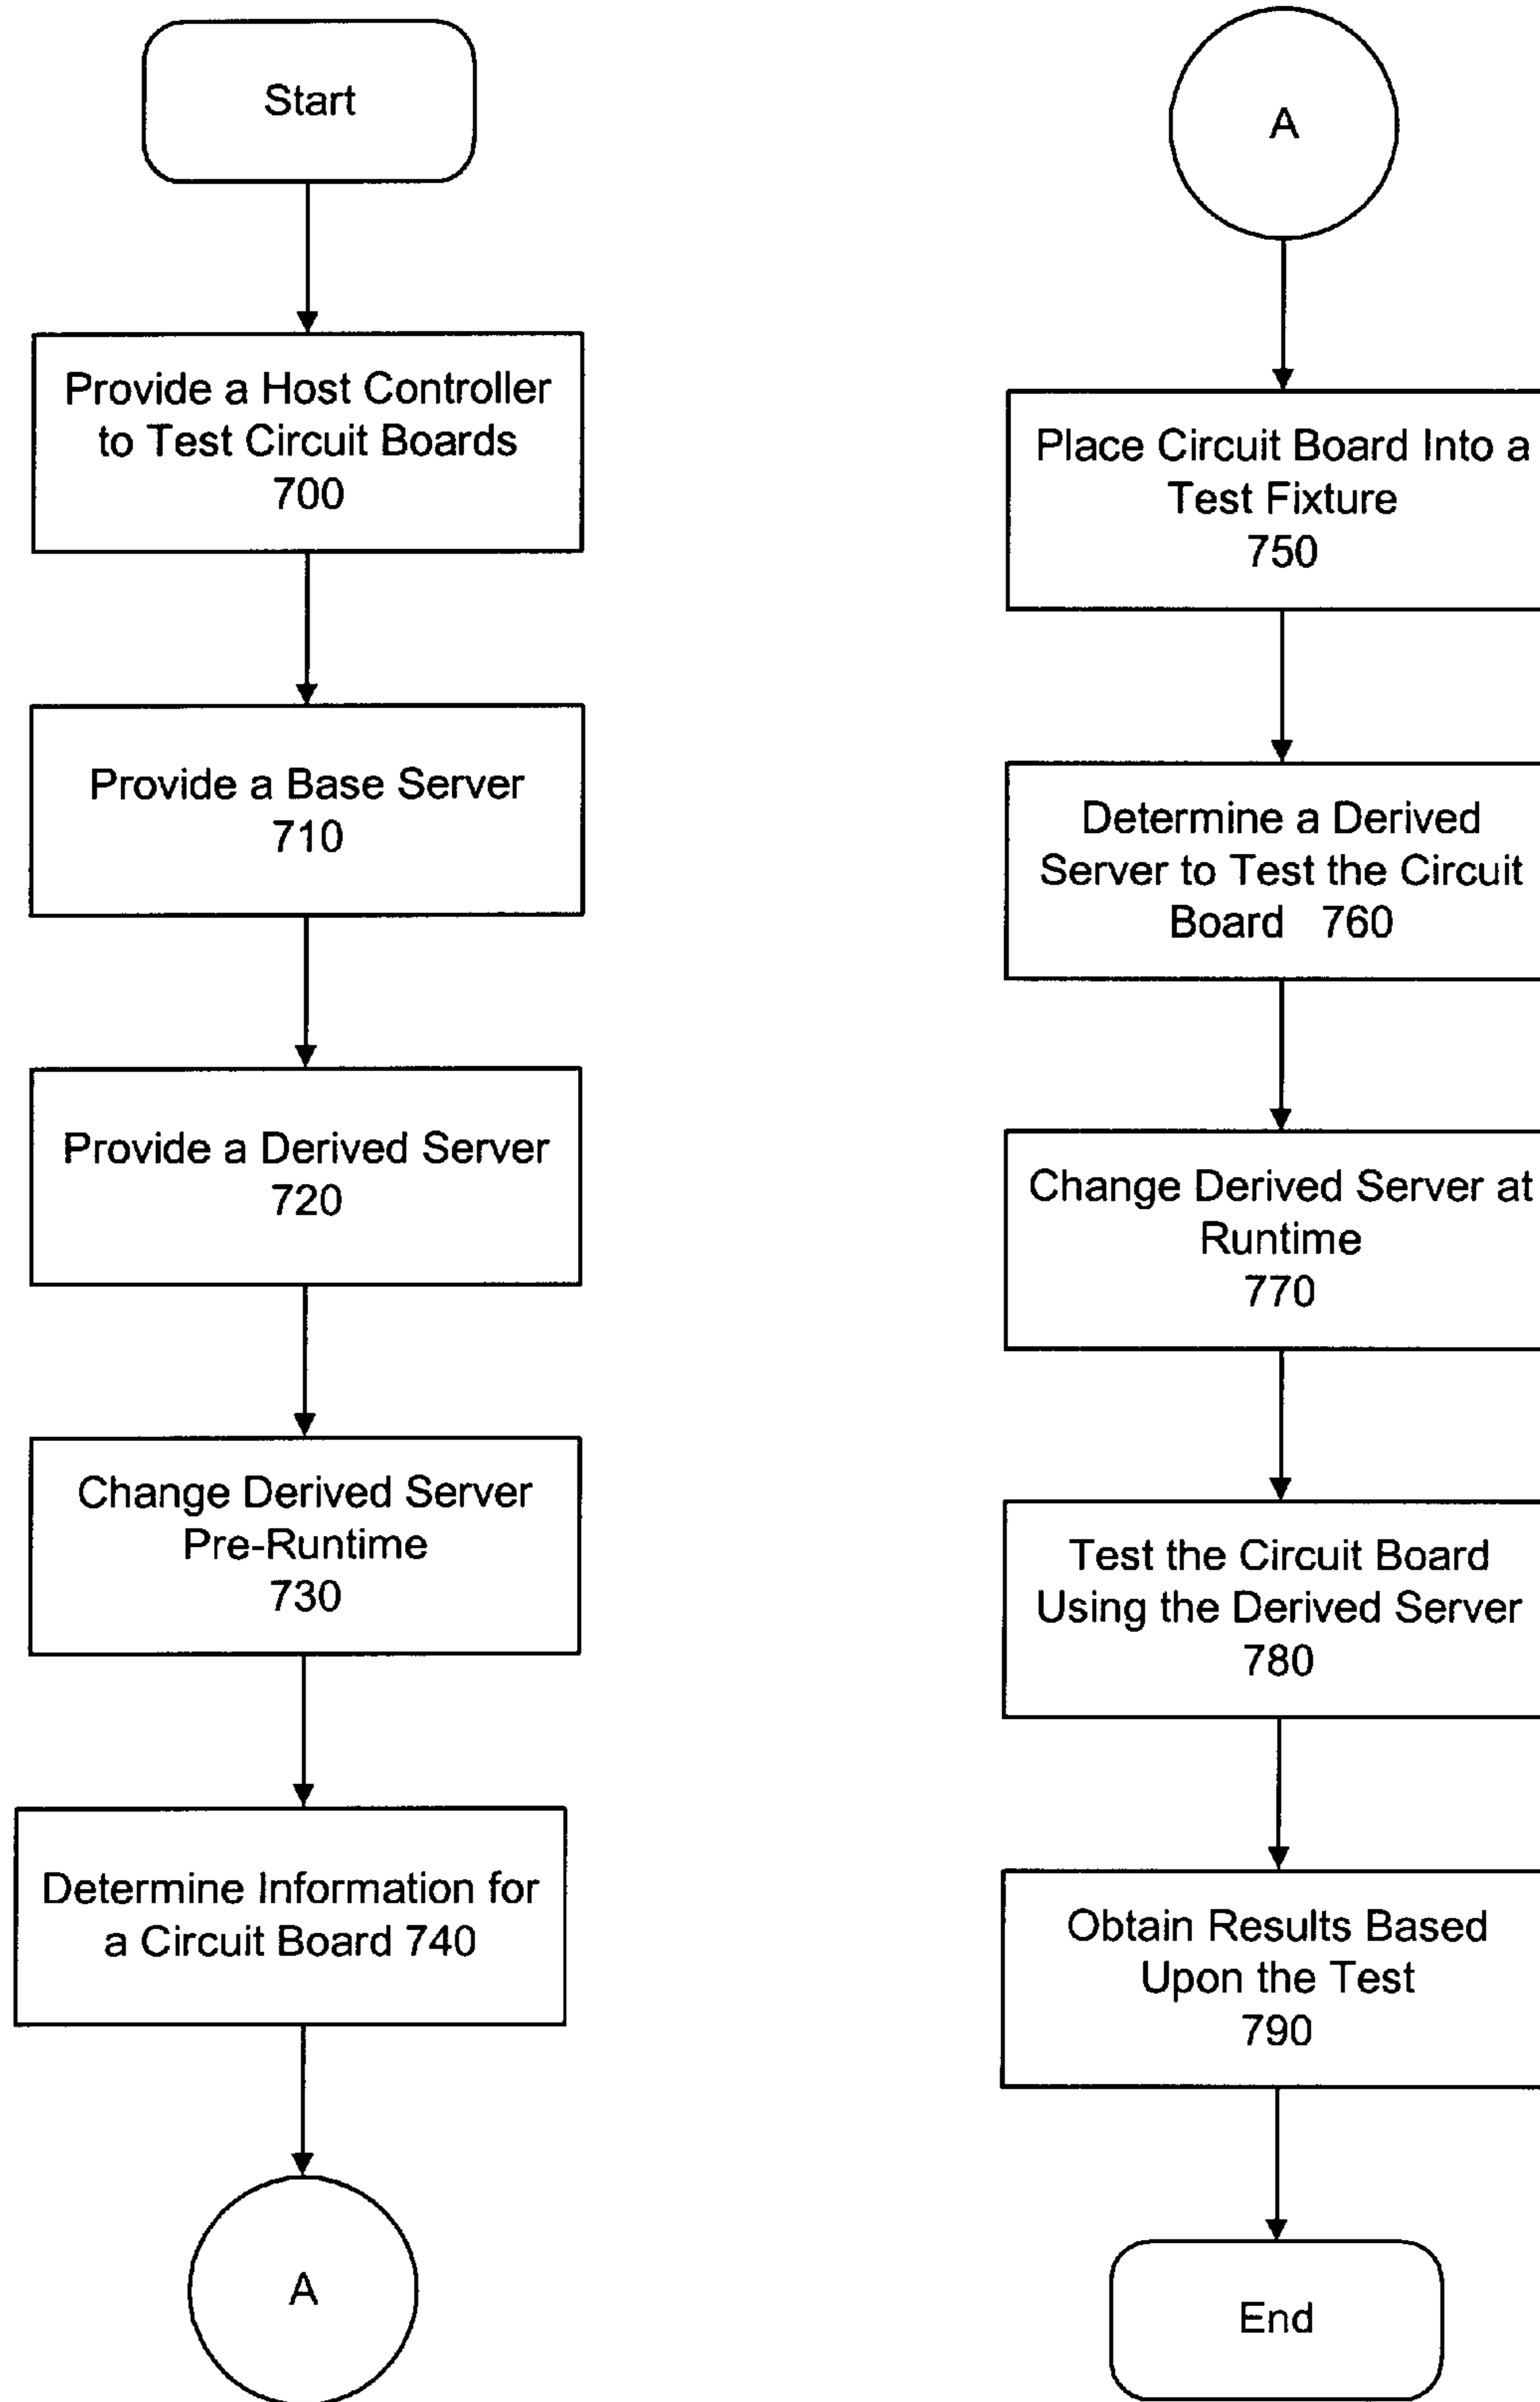 Start
Provide a Host Controller
to Test Circuit Boards
700
Provide a Base Server
710
Provide a Derived Server
720
Change Derived Server
Pre-Runtime
730
Determine Information for
a Circuit Board 740
A
A
Place Circuit Board Into a
Test Fixture
750
Determine a Derived
Server to Test the Circuit
Board 760
Change Derived Server at
Runtime
770
Test the Circuit Board
Using the Derived Server
780
Obtain Results Based
Upon the Test
790
End